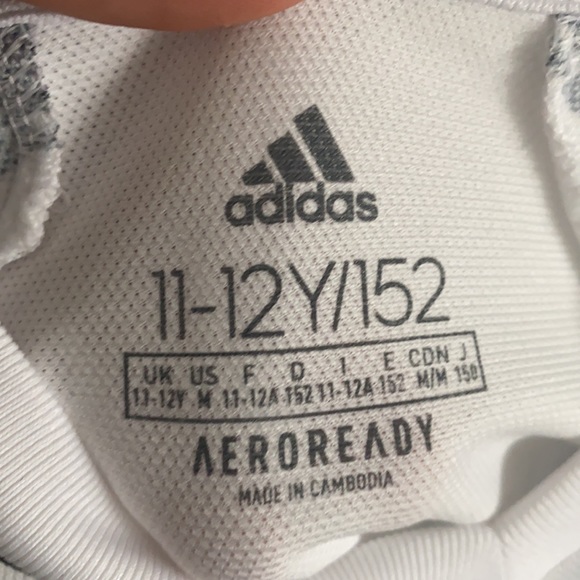 adidas
11-12Y/152
UK US F D I E CDN J
11-12Y M 11-12A 152 11-12A 152 M/M 150
AEROREADY
MADE IN CAMBODIA